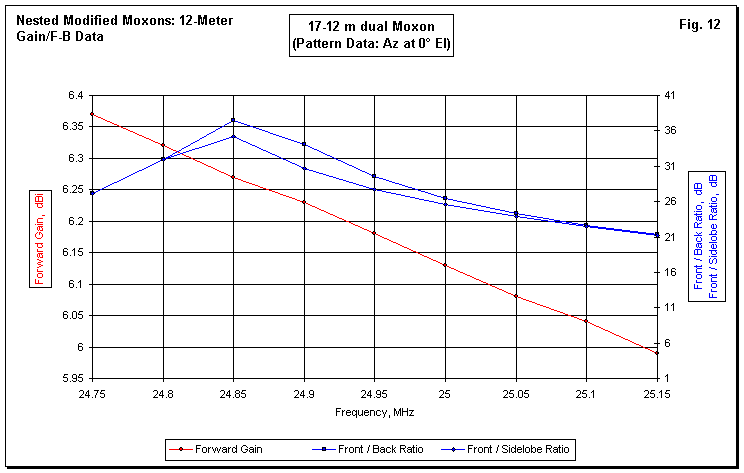 Nested Modified Moxons: 12-Meter
Gain/F-B Data
17-12 m dual Moxon
(Pattern Data: Az at 0° El)
Fig. 12
6.4
6.35
6.3
6.25
6.2
6.15
6.1
6.05
6
5.95
Forward Gain, dBi
41
36
31
26
21
16
11
6
1
Front / Back Ratio, dB
Front / Sidelobe Ratio, dB
24.75 24.8 24.85 24.9 24.95 25 25.05 25.1 25.15
Frequency, MHz
Forward Gain Front / Back Ratio Front / Sidelobe Ratio